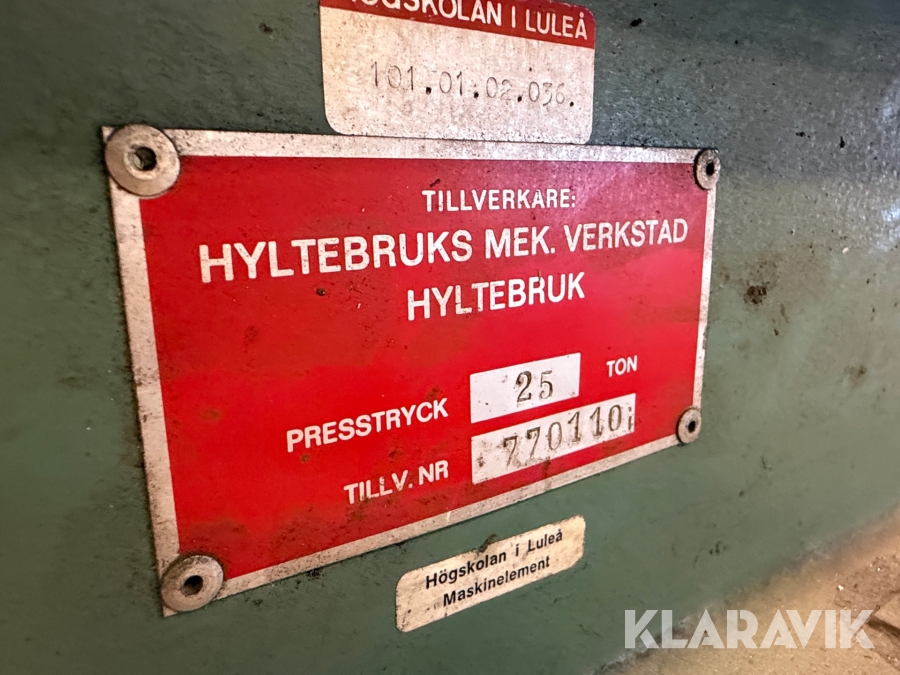 HÖGSKOLAN I LULEÅ
101.01.02.036.
TILLVERKARE:
HYLTEBRUKS MEK. VERKSTAD
HYLTEBRUK
PRESSTRYCK 25 TON
TILLV. NR 770110
Högskolan i Luleå
Maskinelement
KLARAVIK